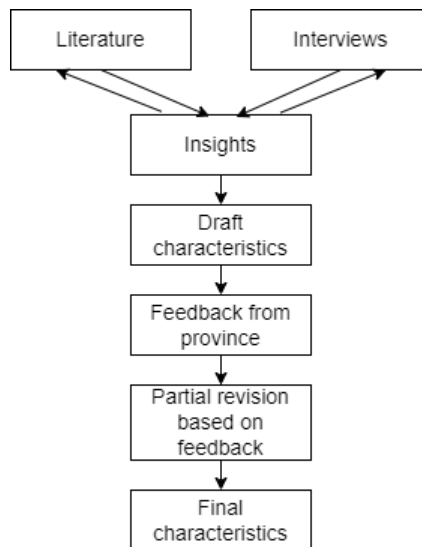 Literature
Interviews
Insights
Draft
characteristics
Feedback from
province
Partial revision
based on
feedback
Final
characteristics